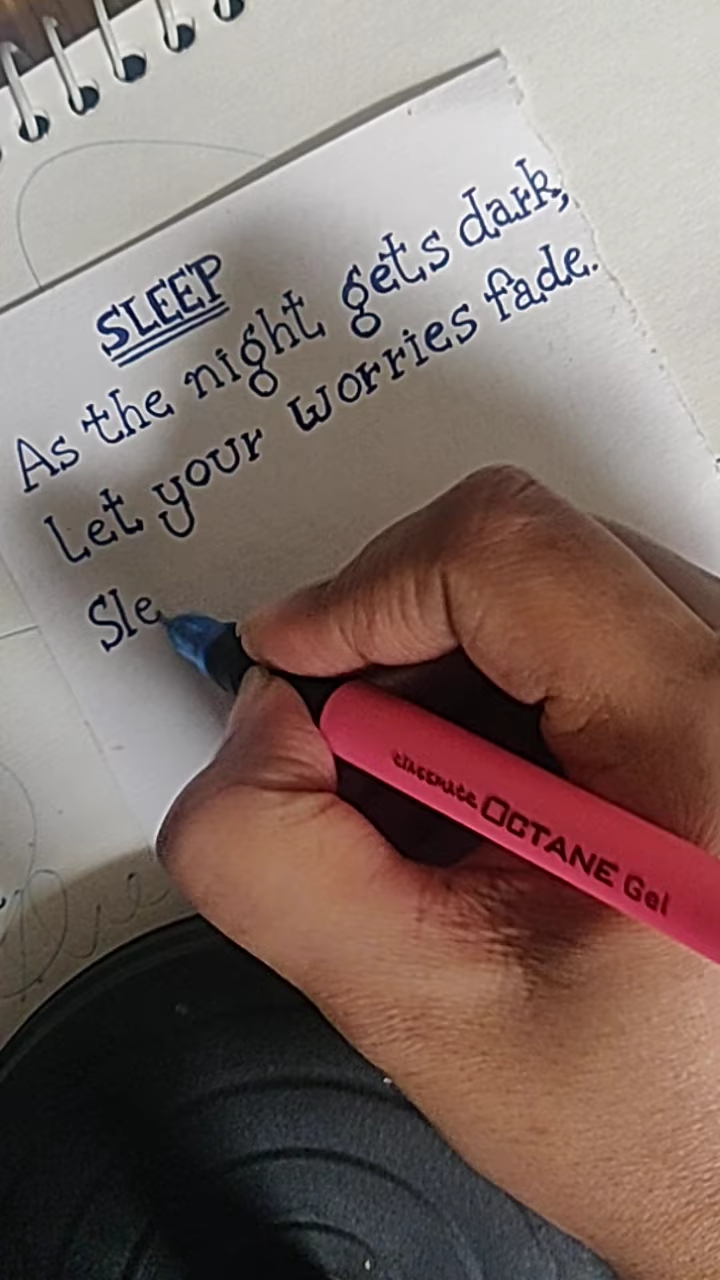 SLEEP
As the night gets dark,
Let your worries fade.
Sle
classmate OCTANE Gel